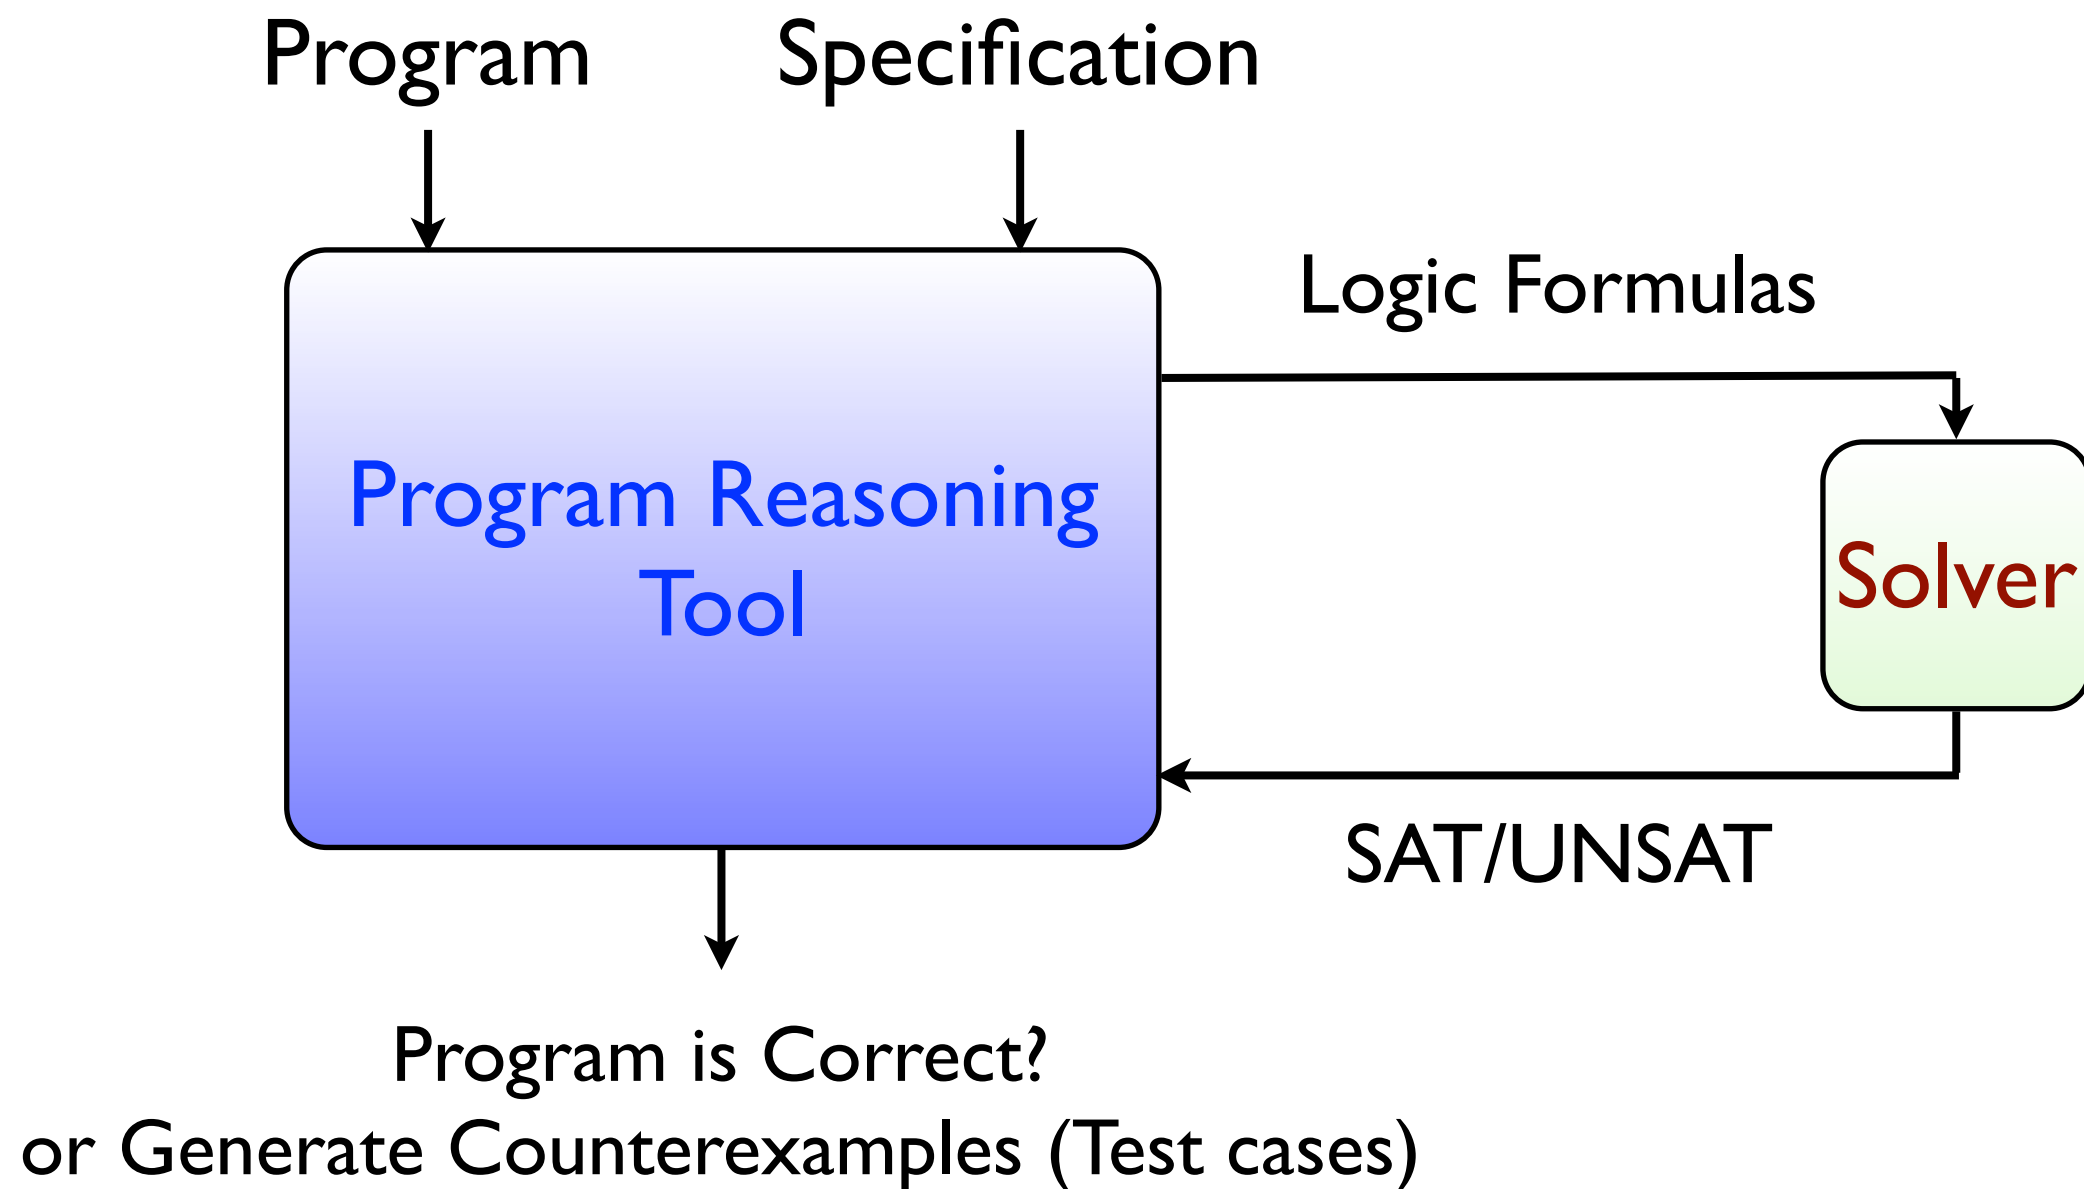 Program
Specification
Logic Formulas
Program Reasoning
Tool
Solver
SAT/UNSAT
Program is Correct?
or Generate Counterexamples (Test cases)